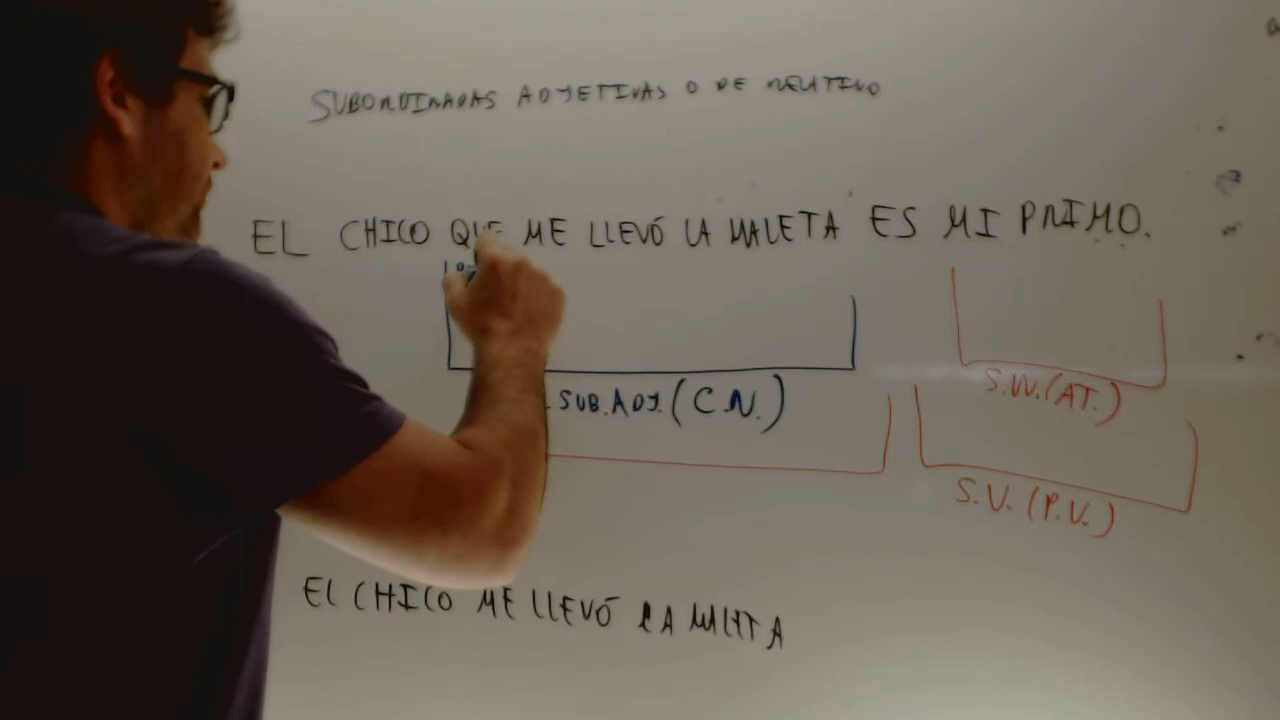 SUBORDINADAS ADJETIVAS O DE RELATIVO
EL CHICO QUE ME LLEVÓ LA MALETA ES MI PRIMO.
S.N.(AT.)
SUB.ADJ.(C.N.)
S.V.(P.V.)
EL CHICO ME LLEVÓ LA MALETA